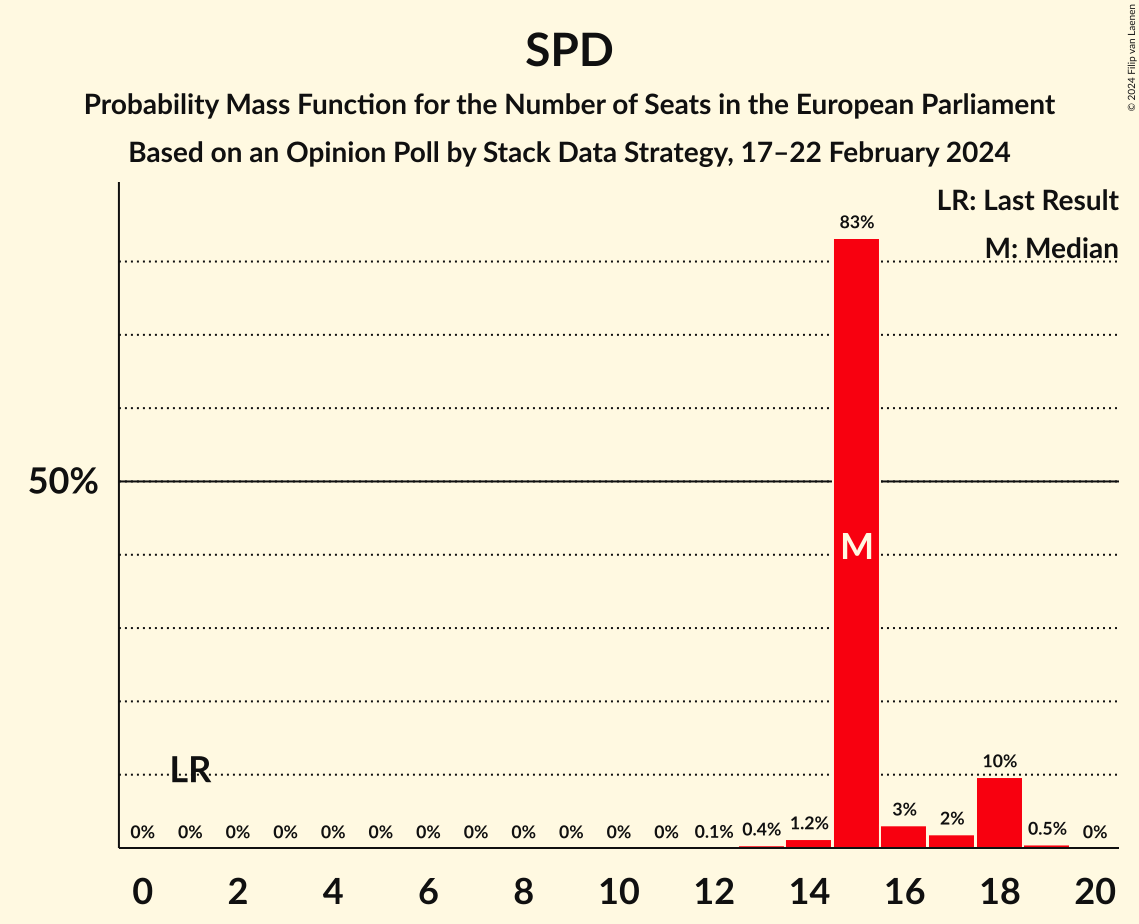 SPD
Probability Mass Function for the Number of Seats in the European Parliament
Based on an Opinion Poll by Stack Data Strategy, 17–22 February 2024
© 2024 Filip van Laenen
LR: Last Result
M: Median
83%
50%
M
LR
10%
0% 0% 0% 0% 0% 0% 0% 0% 0% 0% 0% 0% 0.1% 0.4% 1.2% 3% 2% 0.5% 0%
0 2 4 6 8 10 12 14 16 18 20